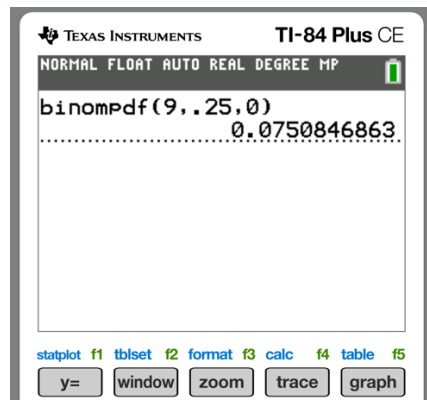 TEXAS INSTRUMENTS TI-84 Plus CE
NORMAL FLOAT AUTO REAL DEGREE MP
binompdf(9,.25,0)
0.0750846863
statplot f1 tblset f2 format f3 calc f4 table f5
y= window zoom trace graph